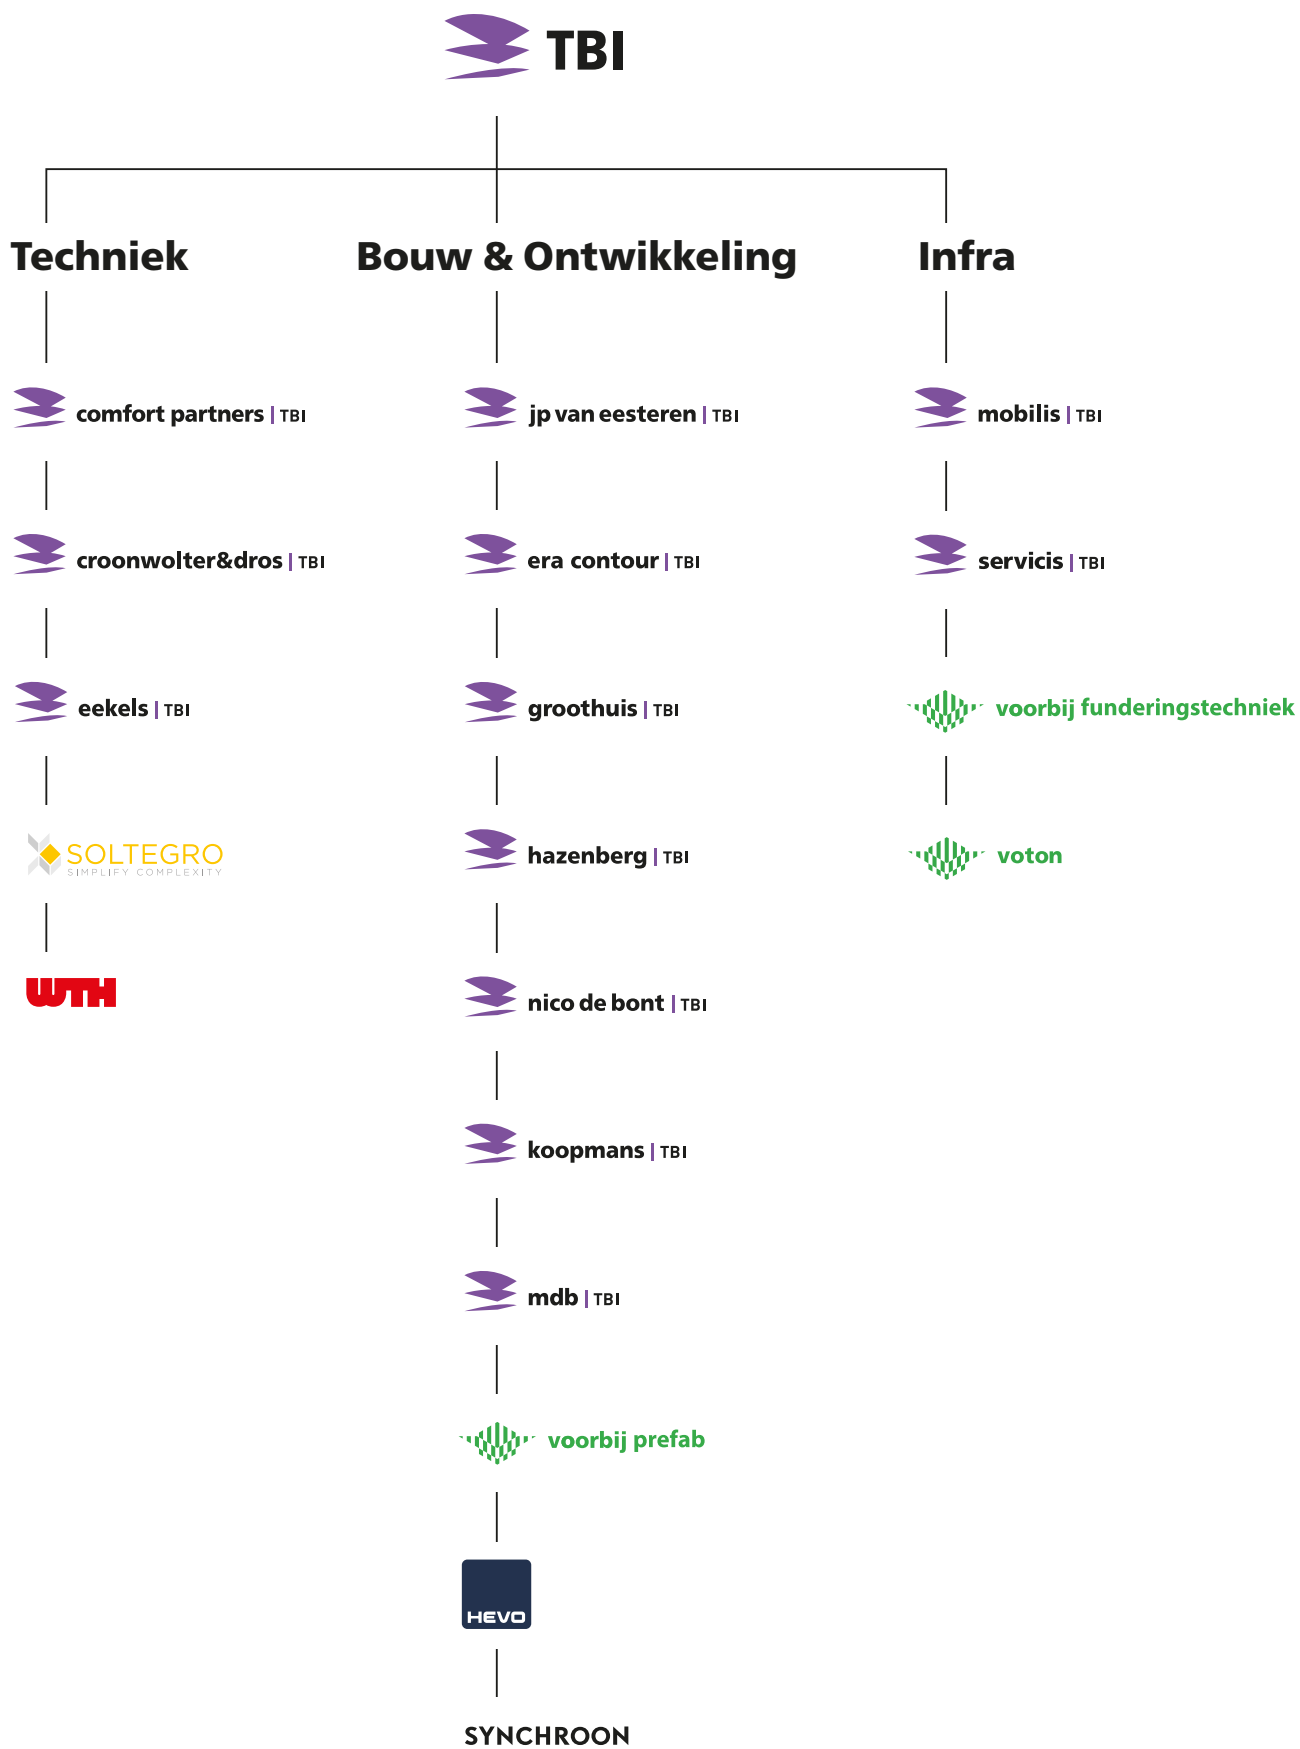 TBI
Techniek
comfort partners | TBI
croonwolter&dros | TBI
eekels | TBI
SOLTEGRO
SIMPLIFY COMPLEXITY
WTH
Bouw & Ontwikkeling
jp van eesteren | TBI
era contour | TBI
groothuis | TBI
hazenberg | TBI
nico de bont | TBI
koopmans | TBI
mdb | TBI
voorbij prefab
HEVO
SYNCHROON
Infra
mobilis | TBI
servicis | TBI
voorbij funderingstechniek
voton